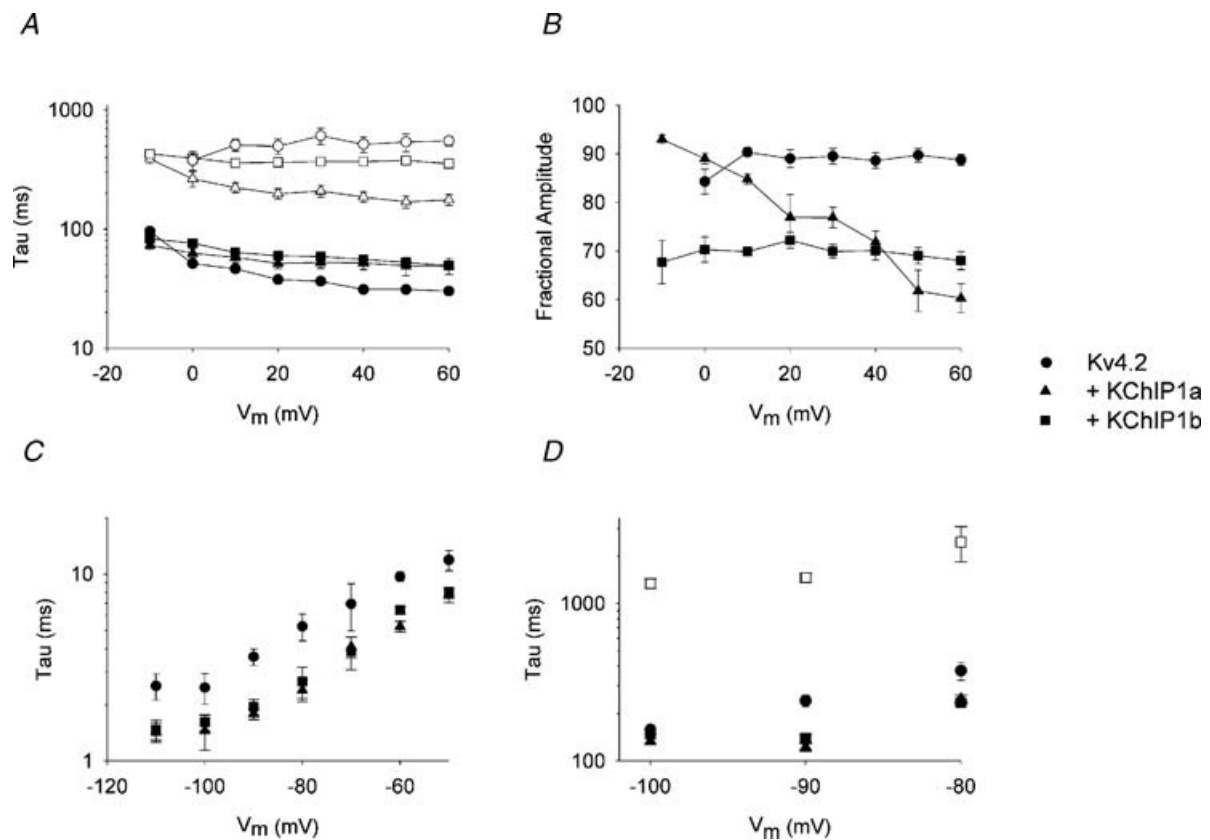 A
B
1000
100
10
Tau (ms)
-20 0 20 40 60
Vm (mV)
100
90
80
70
60
50
Fractional Amplitude
-20 0 20 40 60
Vm (mV)
Kv4.2
+ KChIP1a
+ KChIP1b
C
D
10
1
Tau (ms)
-120 -100 -80 -60
Vm (mV)
1000
100
Tau (ms)
-100 -90 -80
Vm (mV)